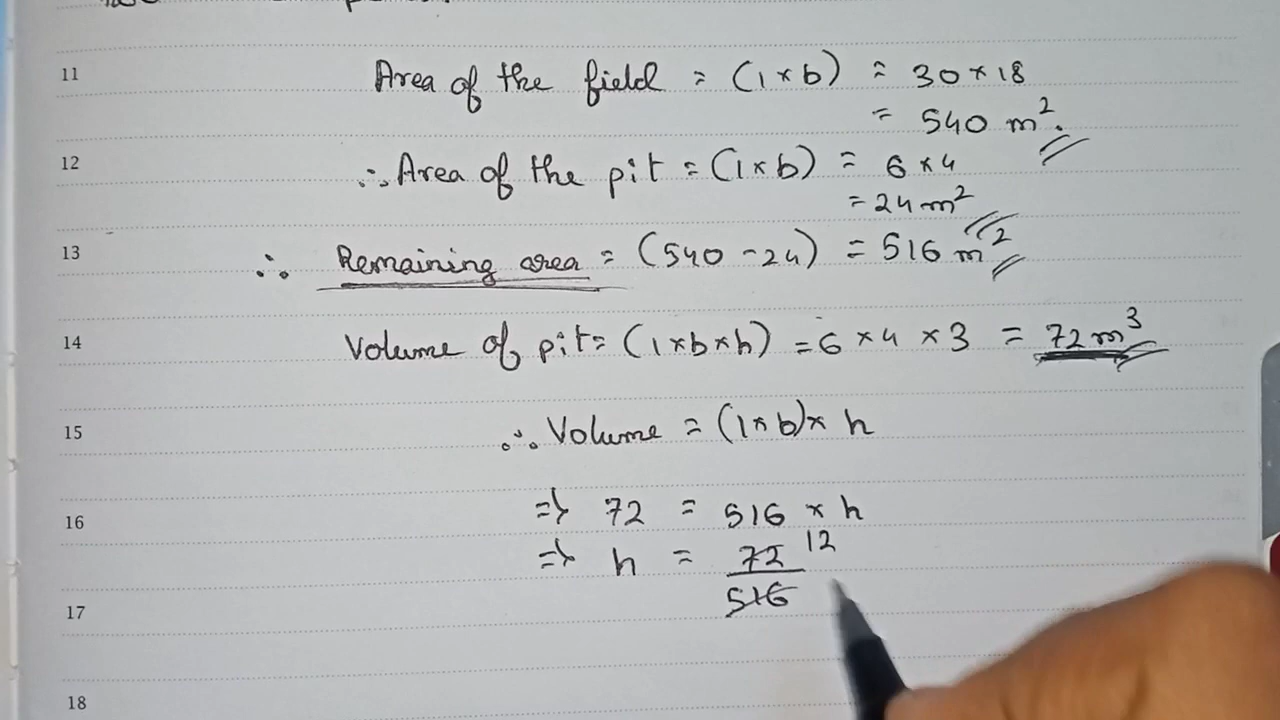 11 Area of the field = (l × b) = 30 × 18
= 540 m².
12 ∴ Area of the pit = (l × b) = 6 × 4
= 24 m²
13 ∴ Remaining area = (540 - 24) = 516 m²
14 Volume of pit = (l × b × h) = 6 × 4 × 3 = 72 m³
15 ∴ Volume = (l × b) × h
16 ⇒ 72 = 516 × h
⇒ h = 72 12
516
17
18